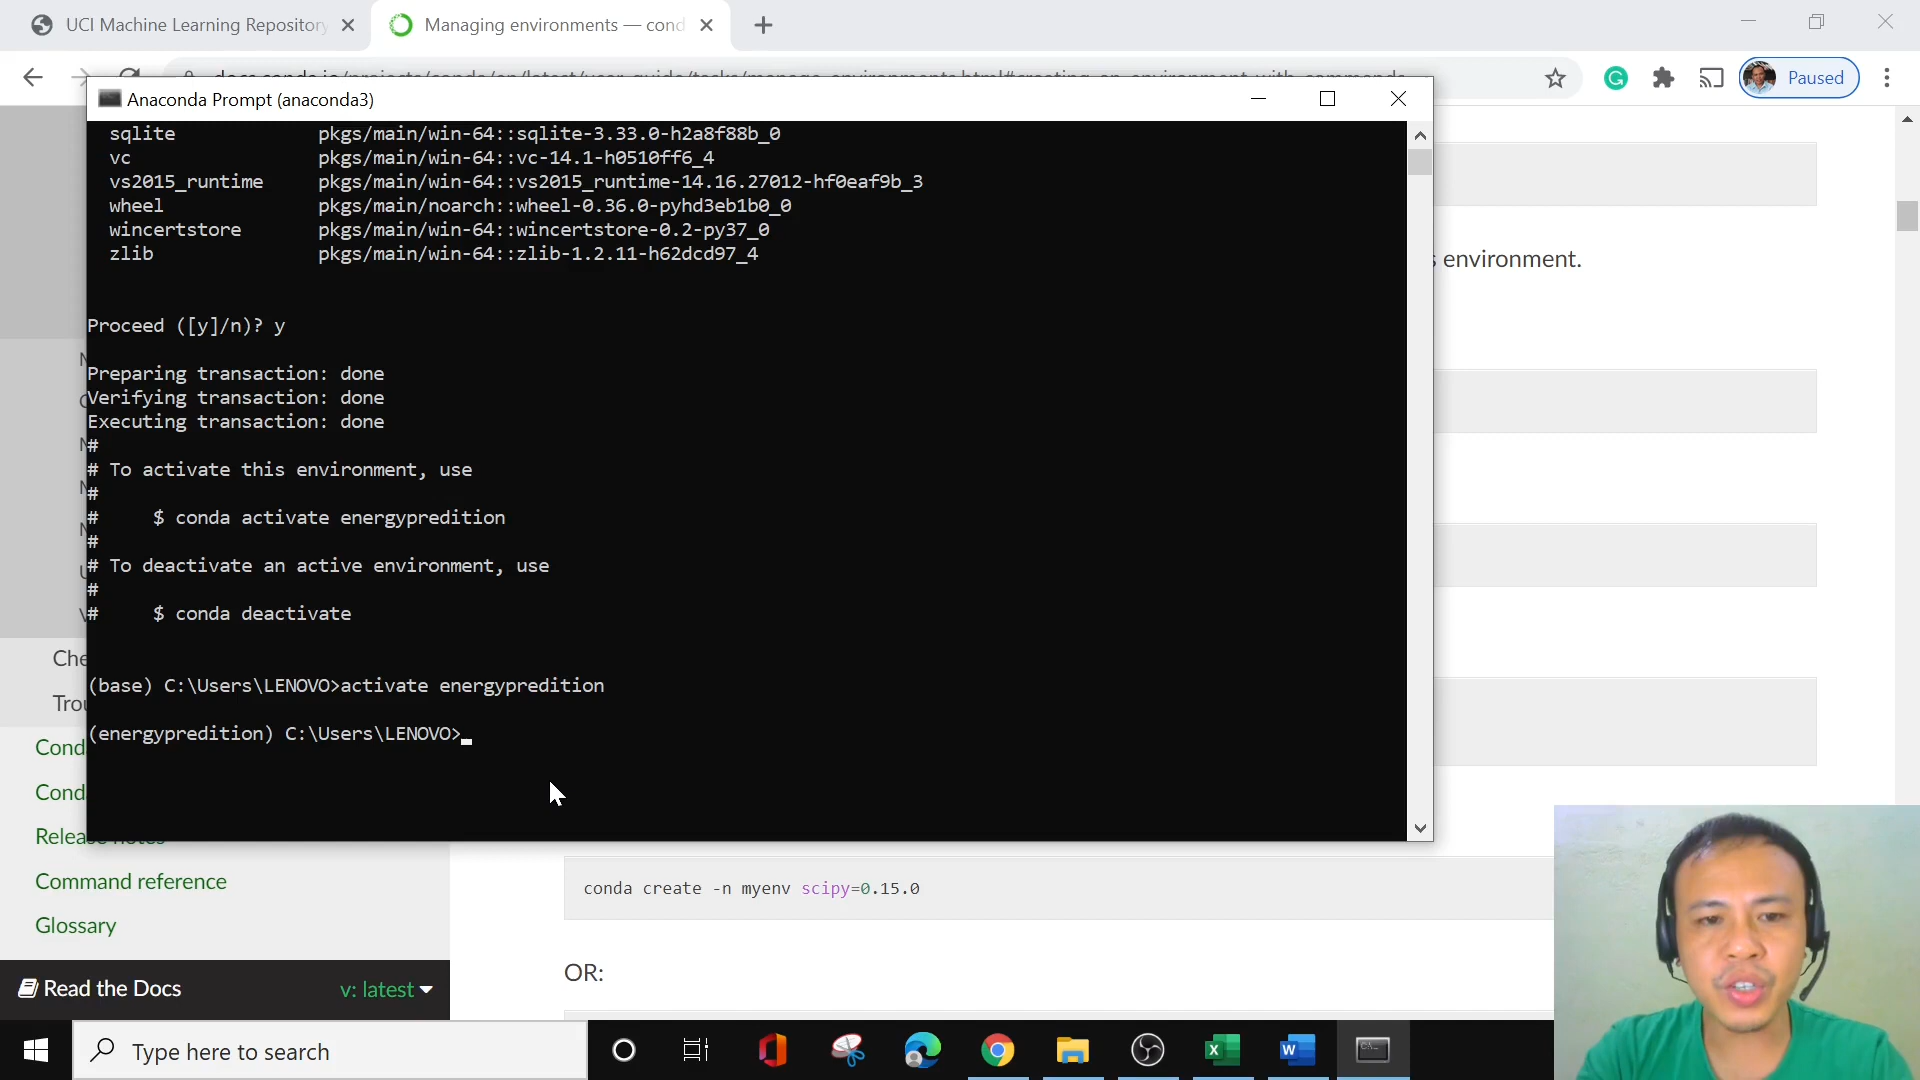 UCI Machine Learning Repository
Managing environments — cond
Paused
Anaconda Prompt (anaconda3)
sqlite pkgs/main/win-64::sqlite-3.33.0-h2a8f88b_0
vc pkgs/main/win-64::vc-14.1-h0510ff6_4
vs2015_runtime pkgs/main/win-64::vs2015_runtime-14.16.27012-hf0eaf9b_3
wheel pkgs/main/noarch::wheel-0.36.0-pyhd3eb1b0_0
wincertstore pkgs/main/win-64::wincertstore-0.2-py37_0
zlib pkgs/main/win-64::zlib-1.2.11-h62dcd97_4
environment.
Proceed ([y]/n)? y
Preparing transaction: done
Verifying transaction: done
Executing transaction: done
#
# To activate this environment, use
#
# $ conda activate energypredition
#
# To deactivate an active environment, use
#
# $ conda deactivate
(base) C:\Users\LENOVO>activate energypredition
(energypredition) C:\Users\LENOVO>
Che
Trou
Cond
Cond
Release notes
Command reference
Glossary
conda create -n myenv scipy=0.15.0
OR:
Read the Docs
v: latest
Type here to search